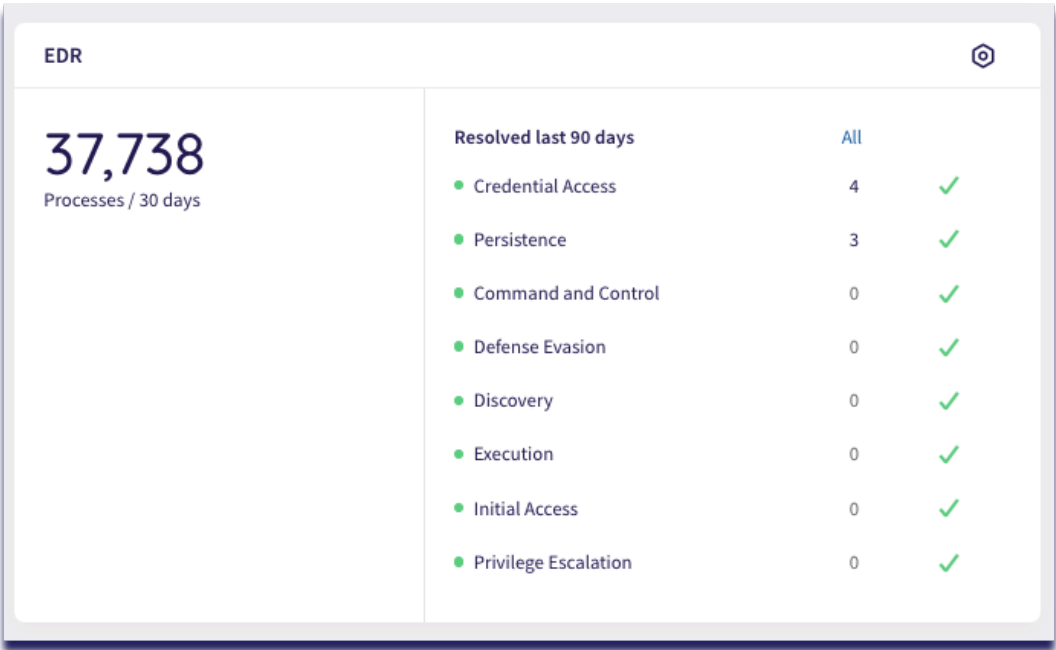 EDR
37,738
Processes / 30 days
Resolved last 90 days All
Credential Access 4
Persistence 3
Command and Control 0
Defense Evasion 0
Discovery 0
Execution 0
Initial Access 0
Privilege Escalation 0